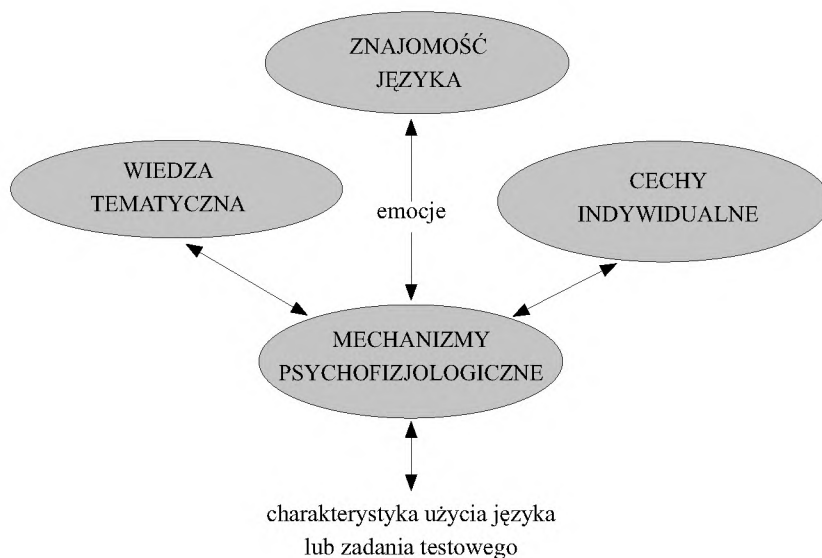 ZNAJOMOŚĆ
JĘZYKA
WIEDZA
TEMATYCZNA
CECHY
INDYWIDUALNE
emocje
MECHANIZMY
PSYCHOFIZJOLOGICZNE
charakterystyka użycia języka
lub zadania testowego